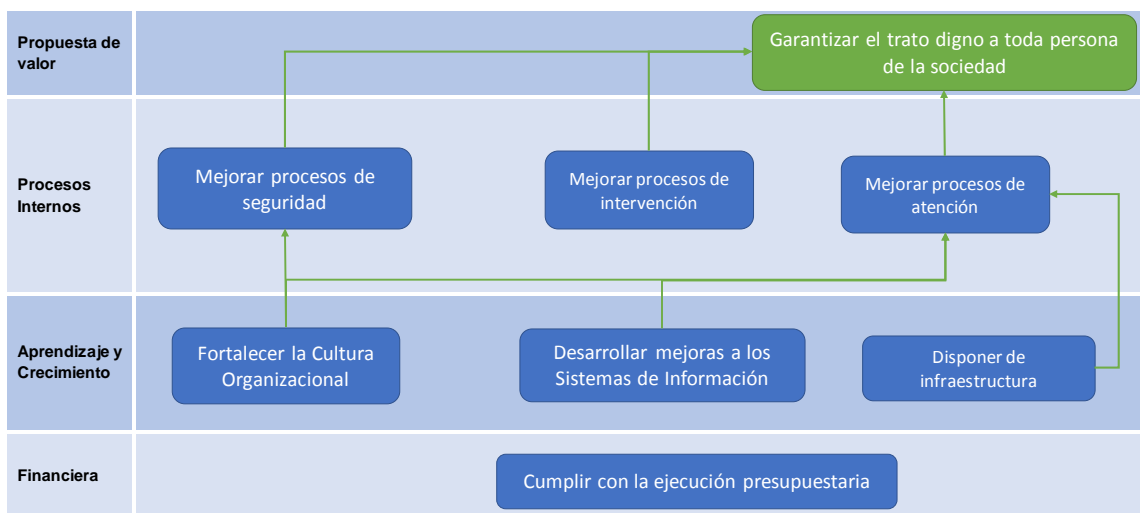 Propuesta de
valor
Garantizar el trato digno a toda persona
de la sociedad
Procesos
Internos
Mejorar procesos de
seguridad
Mejorar procesos de
intervención
Mejorar procesos de
atención
Aprendizaje y
Crecimiento
Fortalecer la Cultura
Organizacional
Desarrollar mejoras a los
Sistemas de Información
Disponer de
infraestructura
Financiera
Cumplir con la ejecución presupuestaria